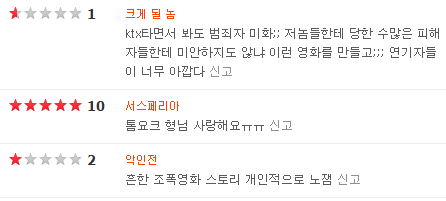 1 크게 될 놈
ktx타면서 봐도 범죄자 미화;; 저놈들한테 당한 수많은 피해
자들한테 미안하지도 않냐 이런 영화를 만들고;;; 연기자들
이 너무 아깝다 신고
10 서스페리아
톰요크 형님 사랑해요ㅠㅠ 신고
2 악인전
흔한 조폭영화 스토리 개인적으로 노잼 신고